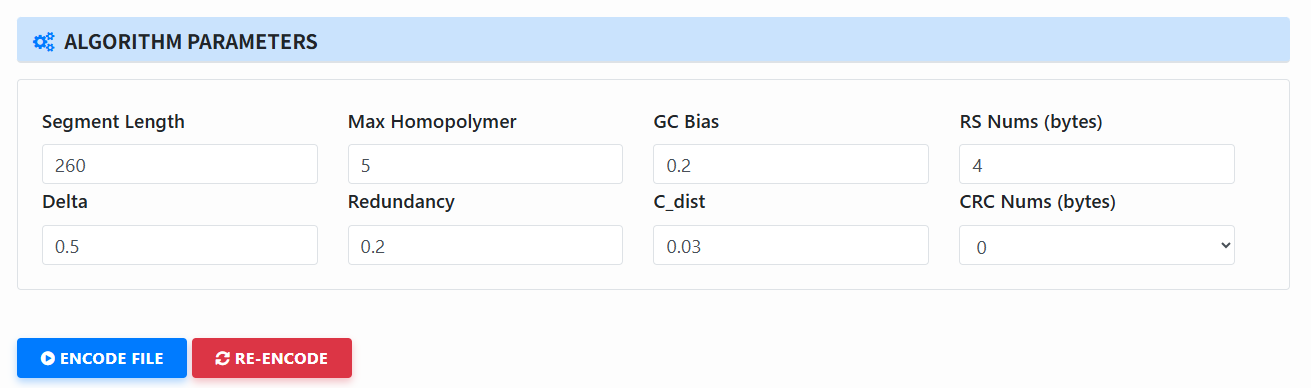 ALGORITHM PARAMETERS
Segment Length Max Homopolymer GC Bias RS Nums (bytes)
260 5 0.2 4
Delta Redundancy C_dist CRC Nums (bytes)
0.5 0.2 0.03 0
ENCODE FILE RE-ENCODE